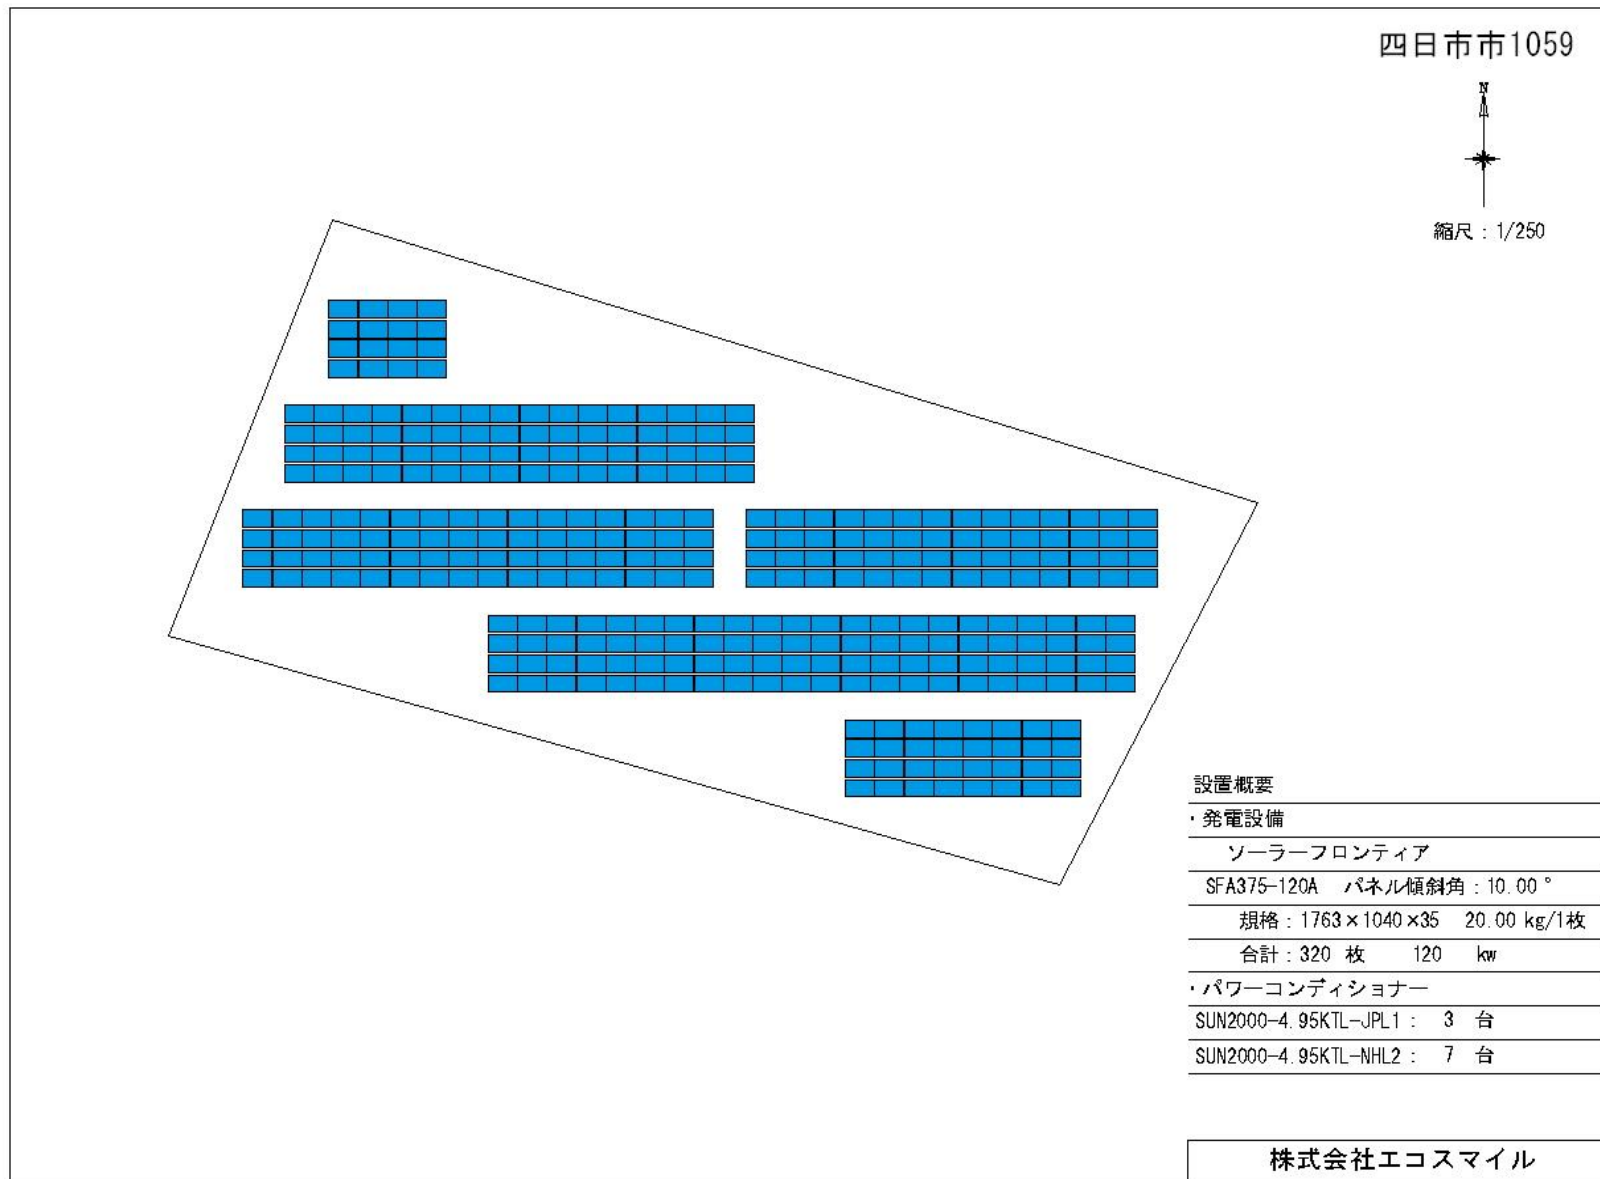 四日市市1059
N
縮尺：1/250
設置概要
・発電設備
ソーラーフロンティア
SFA375-120A パネル傾斜角：10.00°
規格：1763×1040×35 20.00 kg/1枚
合計：320 枚 120 kw
・パワーコンディショナー
SUN2000-4.95KTL-JPL1： 3 台
SUN2000-4.95KTL-NHL2： 7 台
株式会社エコスマイル